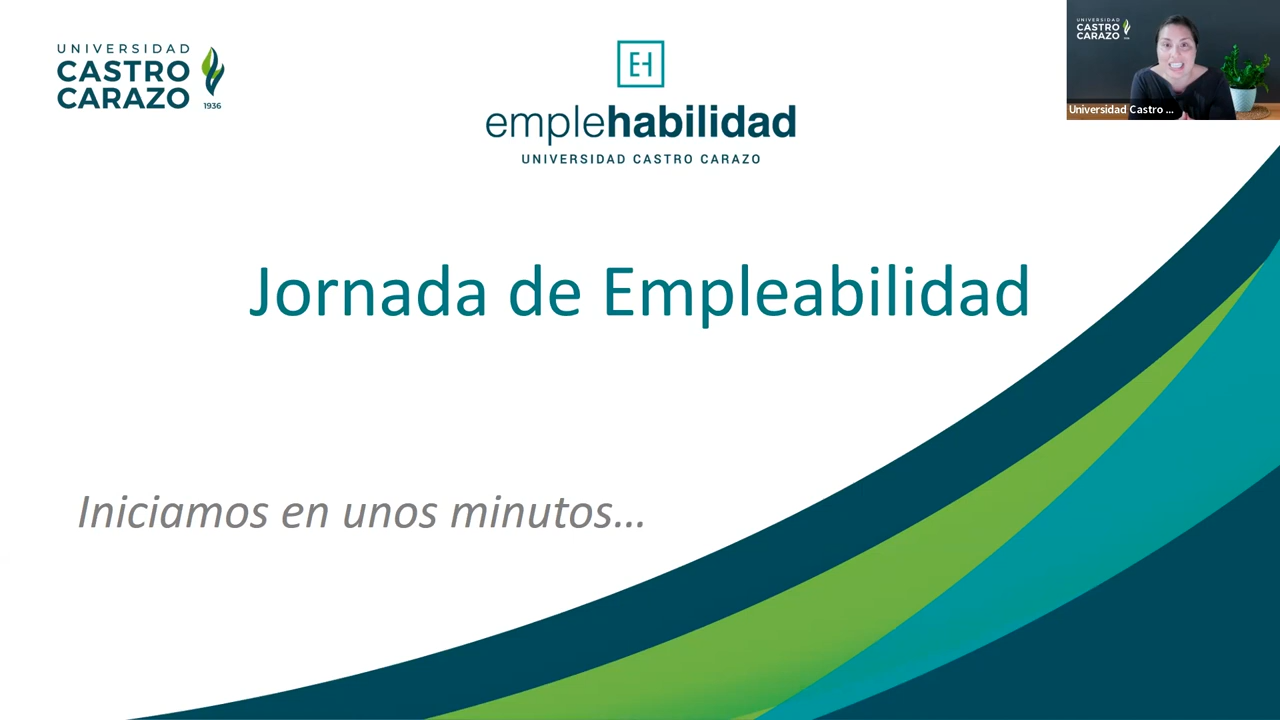 UNIVERSIDAD
CASTRO
CARAZO
1936
EH
emplehabilidad
UNIVERSIDAD CASTRO CARAZO
UNIVERSIDAD
CASTRO
CARAZO
Universidad Castro ...
Jornada de Empleabilidad
Iniciamos en unos minutos...